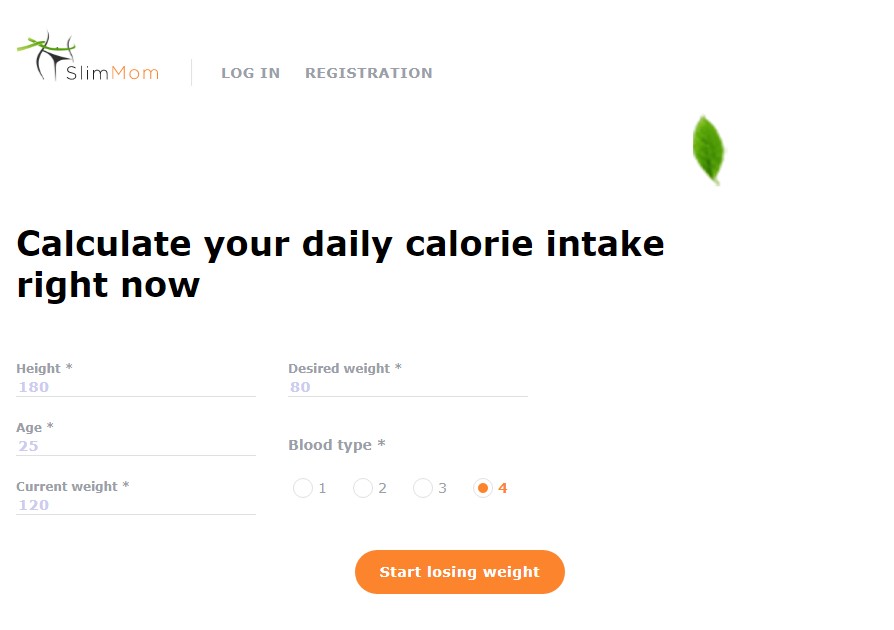 SlimMom
LOG IN
REGISTRATION
Calculate your daily calorie intake
right now
Height *
180
Age *
25
Current weight *
120
Desired weight *
80
Blood type *
1
2
3
4
Start losing weight